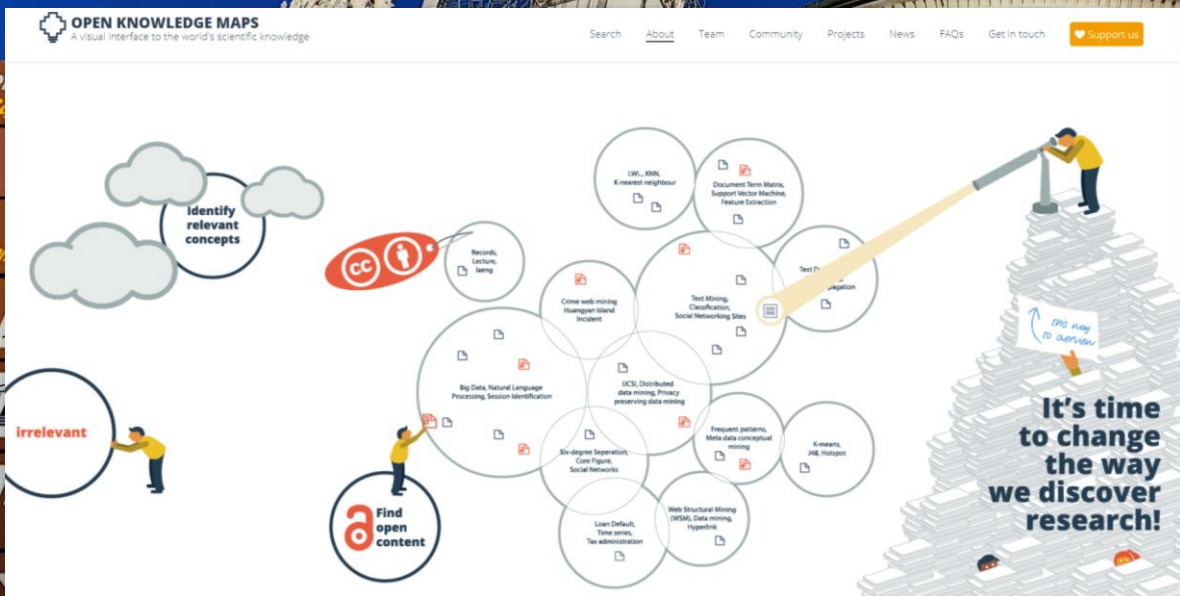 OPEN KNOWLEDGE MAPS
A visual interface to the world's scientific knowledge
Search About Team Community Projects News FAQs Get in touch Support us
Identify
relevant
concepts
irrelevant
cc
Find
open
content
Records,
Lecture,
laeng
LWL, KNN,
K-nearest neighbour
Document Term Matrix,
Support Vector Machine,
Feature Extraction
Crime web mining
Huangyan Island
Incident
Text Mining,
Classification,
Social Networking Sites
Text
Big Data, Natural Language
Processing, Session Identification
IJCSI, Distributed
data mining, Privacy
preserving data mining
Six-degree Seperation,
Core Figure,
Social Networks
Frequent patterns,
Meta data conceptual
mining
K-means,
J48, Hotspot
Loan Default,
Time series,
Tax administration
Web Structural Mining
(WSM), Data mining,
Hyperlink
this way
to overview
It's time
to change
the way
we discover
research!